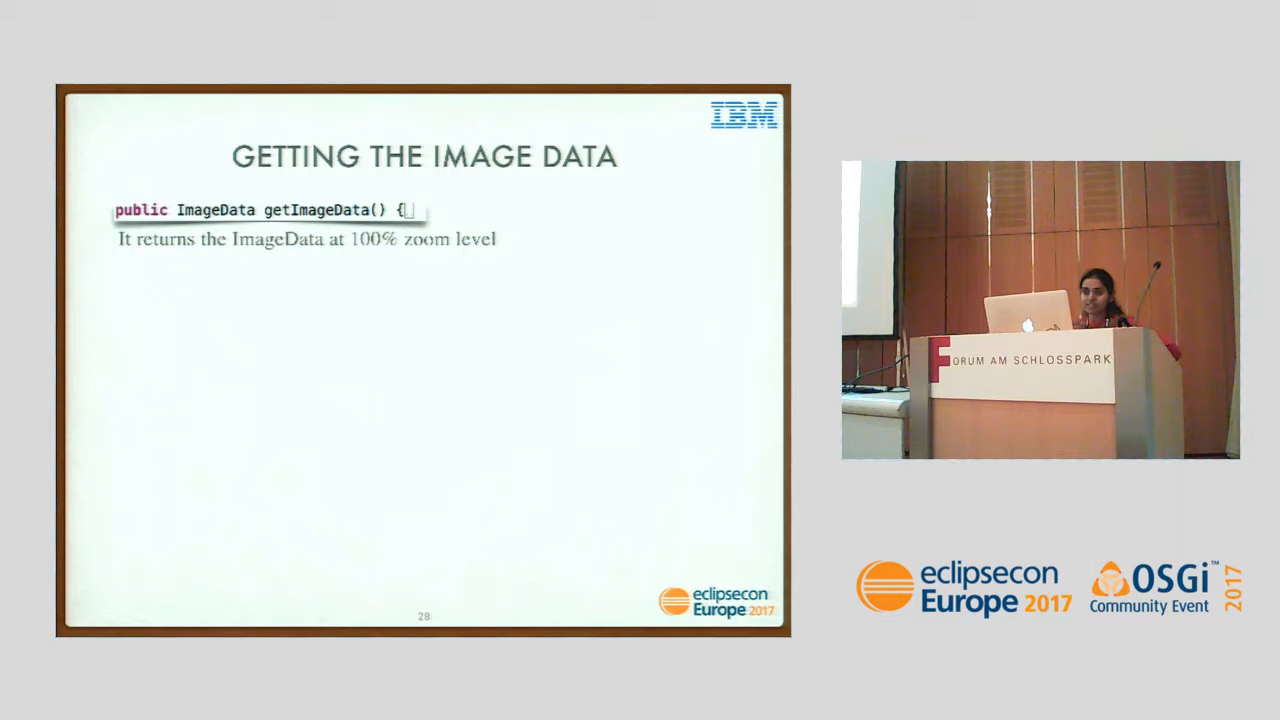 IBM
GETTING THE IMAGE DATA
public ImageData getImageData() {
It returns the ImageData at 100% zoom level
eclipsecon
Europe 2017
28
FORUM AM SCHLOSSPARK
eclipsecon
Europe 2017
OSGi™
Community Event
2017